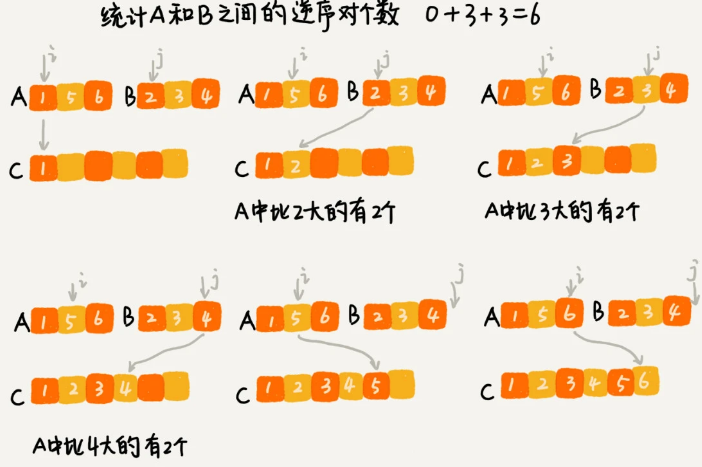 统计A和B之间的逆序对个数 0+3+3=6
i j i j i j
A 1 5 6 B 2 3 4 A 1 5 6 B 2 3 4 A 1 5 6 B 2 3 4
C 1 C 1 2 C 1 2 3
A中比2大的有2个 A中比3大的有2个
i j i j i j
A 1 5 6 B 2 3 4 A 1 5 6 B 2 3 4 A 1 5 6 B 2 3 4
C 1 2 3 4 C 1 2 3 4 5 C 1 2 3 4 5 6
A中比4大的有2个